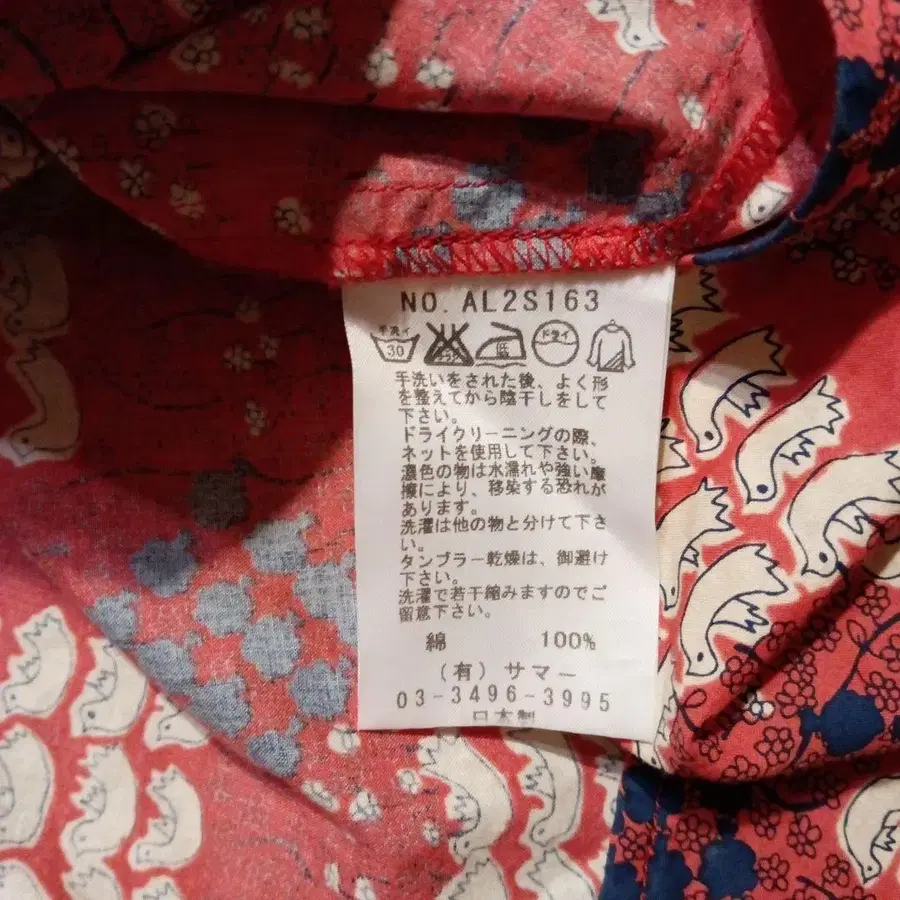 NO. AL2S163
手洗イ
30
低
ドライ
手洗いをされた後、よく形
を整えてから陰干しをして
下さい。
ドライクリーニングの際、
ネットを使用して下さい。
濃色の物は水濡れや強い摩
擦により、移染する恐れが
あります。
洗濯は他の物と分けて下さ
い。
タンブラー乾燥は、御避け
下さい。
洗濯で若干縮みますのでご
留意下さい。
綿 100%
(有) サマー
03-3496-3995
日本製